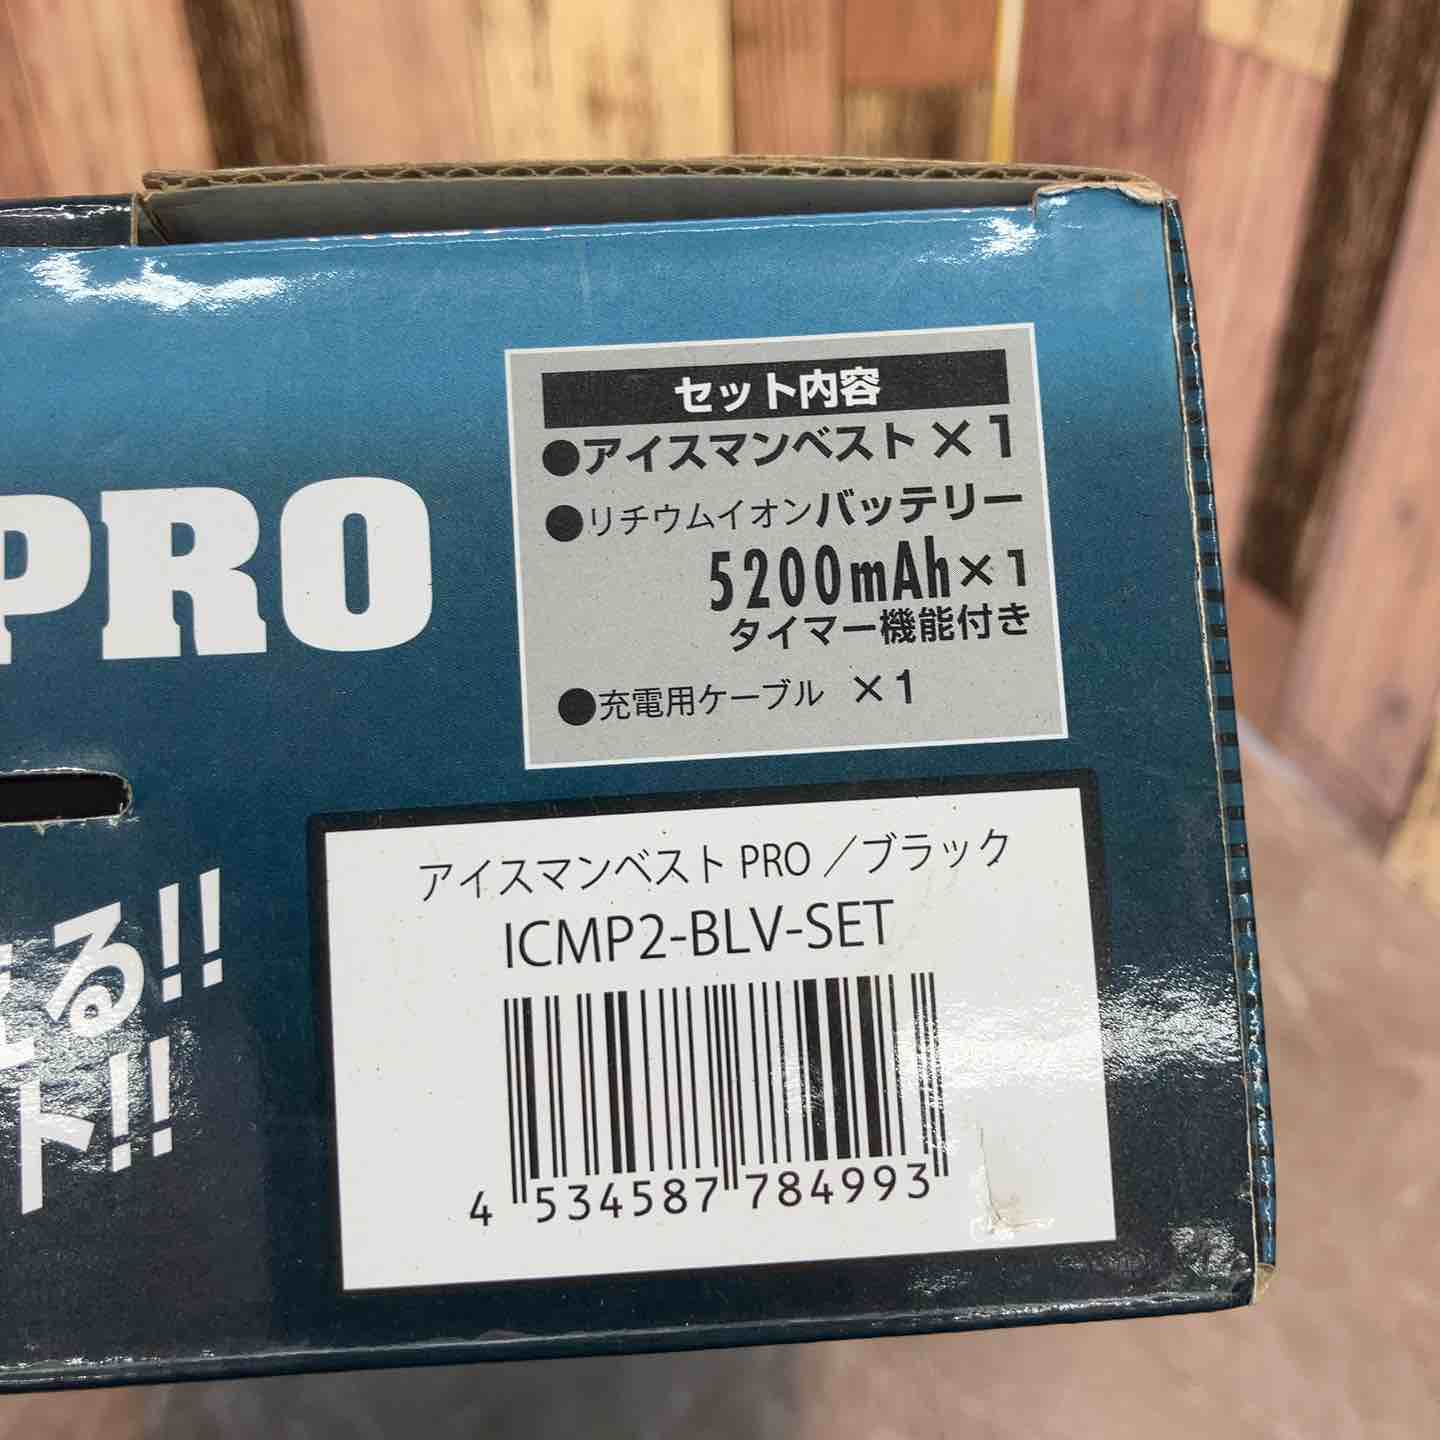 PRO
セット内容
●アイスマンベスト×1
●リチウムイオンバッテリー
5200mAh×1
タイマー機能付き
●充電用ケーブル ×1
る!!
ト!!
アイスマンベスト PRO ／ブラック
ICMP2-BLV-SET
4 534587 784993